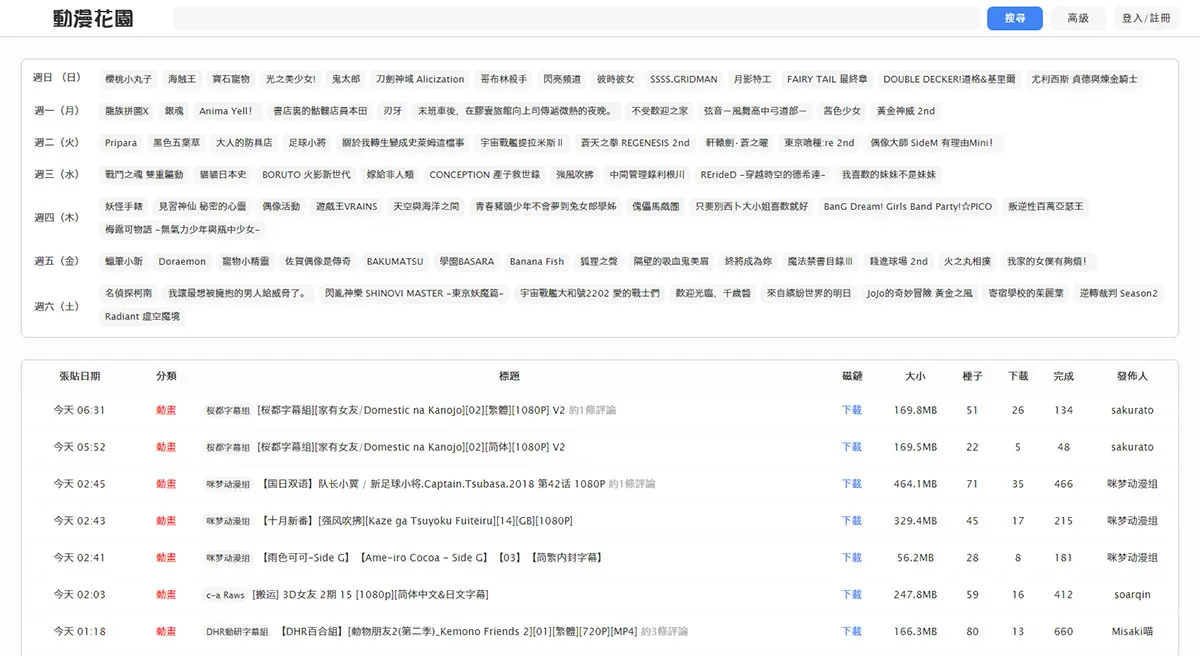 動漫花園 搜尋 高級 登入/註冊
週日 （日） 櫻桃小丸子 海賊王 寶石寵物 光之美少女! 鬼太郎 刀劍神域 Alicization 哥布林殺手 閃亮頻道 彼時彼女 SSSS.GRIDMAN 月影特工 FAIRY TAIL 最終章 DOUBLE DECKER!道格&基里爾 尤利西斯 貞德與煉金騎士
週一（月） 龍族拼圖X 銀魂 Anima Yell! 書店裏的骷髏店員本田 刃牙 末班車後，在膠囊旅館向上司傳遞微熱的夜晚。 不受歡迎之家 弦音－風舞高中弓道部－ 茜色少女 黃金神威 2nd
週二（火） Pripara 黑色五葉草 大人的防具店 足球小將 關於我轉生變成史萊姆這檔事 宇宙戰艦提拉米斯Ⅱ 蒼天之拳 REGENESIS 2nd 軒轅劍·蒼之曜 東京喰種:re 2nd 偶像大師 SideM 有理由Mini!
週三（水） 戰鬥之魂 雙重驅動 貓貓日本史 BORUTO 火影新世代 嫁給非人類 CONCEPTION 產子救世錄 強風吹拂 中間管理錄利根川 RErideD -穿越時空的德希達- 我喜歡的妹妹不是妹妹
週四（木） 妖怪手錶 見習神仙 秘密的心靈 偶像活動 遊戲王VRAINS 天空與海洋之間 青春豬頭少年不會夢到兔女郎學姊 傀儡馬戲團 只要別西卜大小姐喜歡就好 BanG Dream! Girls Band Party!☆PICO 叛逆性百萬亞瑟王
梅露可物語 -無氣力少年與瓶中少女-
週五（金） 蠟筆小新 Doraemon 寵物小精靈 佐賀偶像是傳奇 BAKUMATSU 學園BASARA Banana Fish 狐狸之聲 隔壁的吸血鬼美眉 終將成為妳 魔法禁書目錄Ⅲ 錢進球場 2nd 火之丸相撲 我家的女僕有夠煩!
週六（土） 名偵探柯南 我讓最想被擁抱的男人給威脅了。 閃亂神樂 SHINOVI MASTER -東京妖魔篇- 宇宙戰艦大和號2202 愛的戰士們 歡迎光臨、千歲醬 來自繽紛世界的明日 JoJo的奇妙冒險 黃金之風 寄宿學校的茱麗葉 逆轉裁判 Season2
Radiant 虛空魔境
張貼日期 分類 標題 磁鏈 大小 種子 下載 完成 發佈人
今天 06:31 動畫 桜都字幕組 [桜都字幕組][家有女友/Domestic na Kanojo][02][繁體][1080P] V2 約1條評論 下載 169.8MB 51 26 134 sakurato
今天 05:52 動畫 桜都字幕組 [桜都字幕組][家有女友/Domestic na Kanojo][02][简体][1080P] V2 下載 169.5MB 22 5 48 sakurato
今天 02:45 動畫 咪梦动漫组 【国日双语】队长小翼 / 新足球小将.Captain.Tsubasa.2018 第42话 1080P 約1條評論 下載 464.1MB 71 35 466 咪梦动漫组
今天 02:43 動畫 咪梦动漫组 【十月新番】[强风吹拂][Kaze ga Tsuyoku Fuiteiru][14][GB][1080P] 下載 329.4MB 45 17 215 咪梦动漫组
今天 02:41 動畫 咪梦动漫组 【雨色可可-Side G】【Ame-iro Cocoa - Side G】【03】【简繁内封字幕】 下載 56.2MB 28 8 181 咪梦动漫组
今天 02:03 動畫 c-a Raws [搬运] 3D女友 2期 15 [1080p][简体中文&日文字幕] 下載 247.8MB 59 16 412 soarqin
今天 01:18 動畫 DHR動研字幕組 【DHR百合組】[動物朋友2(第二季)_Kemono Friends 2][01][繁體][720P][MP4] 約3條評論 下載 166.3MB 80 13 660 Misaki喵